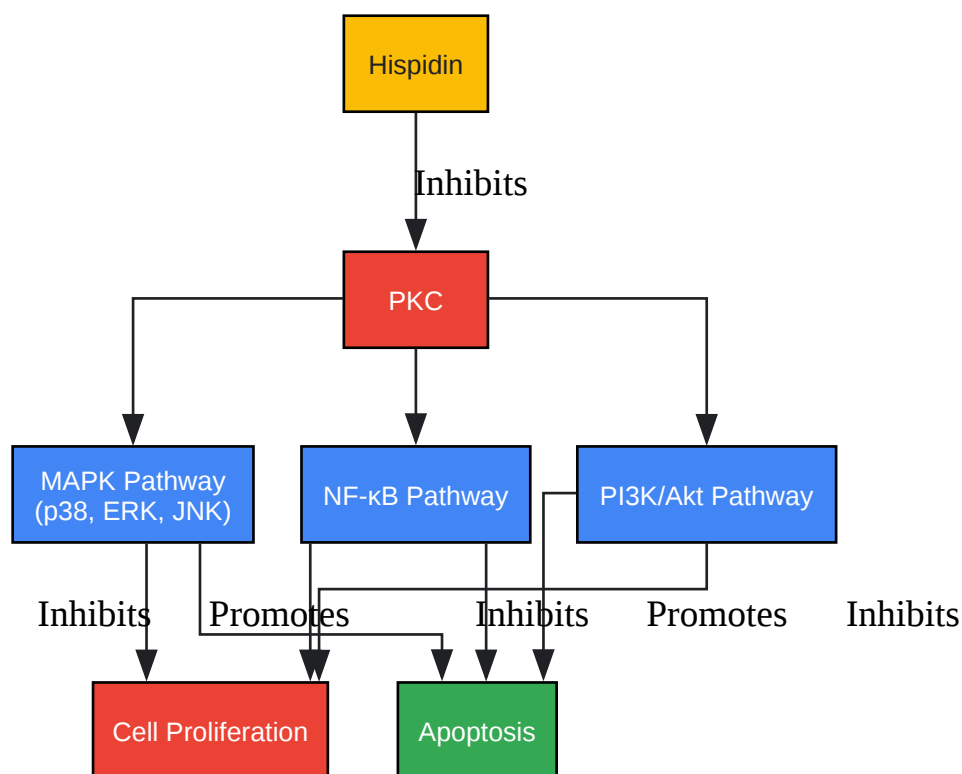 Hispidin
Inhibits
PKC
MAPK Pathway
(p38, ERK, JNK)
NF-κB Pathway
PI3K/Akt Pathway
Inhibits
Promotes
Inhibits
Promotes
Inhibits
Cell Proliferation
Apoptosis